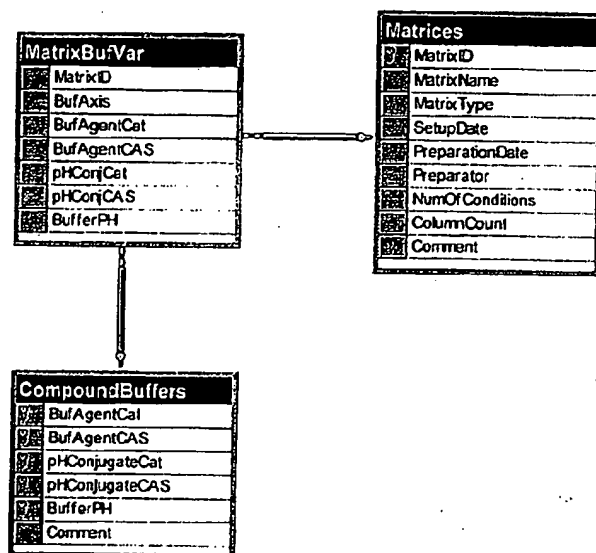 MatrixBufVar
MatrixID
BufAxis
BufAgentCat
BufAgentCAS
pHConjCat
pHConjCAS
BufferPH
Matrices
MatrixID
MatrixName
MatrixType
SetupDate
PreparationDate
Preparator
NumOfConditions
ColumnCount
Comment
CompoundBuffers
BufAgentCat
BufAgentCAS
pHConjugateCat
pHConjugateCAS
BufferPH
Comment